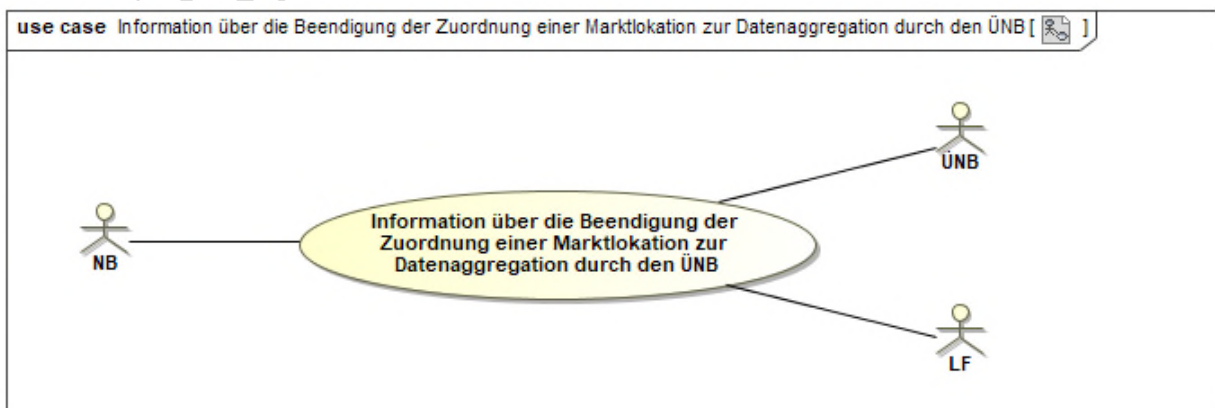 use case Information über die Beendigung der Zuordnung einer Marktlokation zur Datenaggregation durch den ÜNB [ ]
ÜNB
Information über die Beendigung der
Zuordnung einer Marktlokation zur
Datenaggregation durch den ÜNB
NB
LF